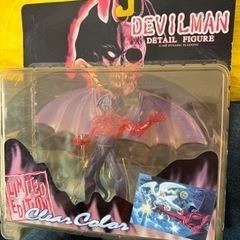 DEVILMAN
DETAIL FIGURE
LIMITED
EDITION
Clear Color